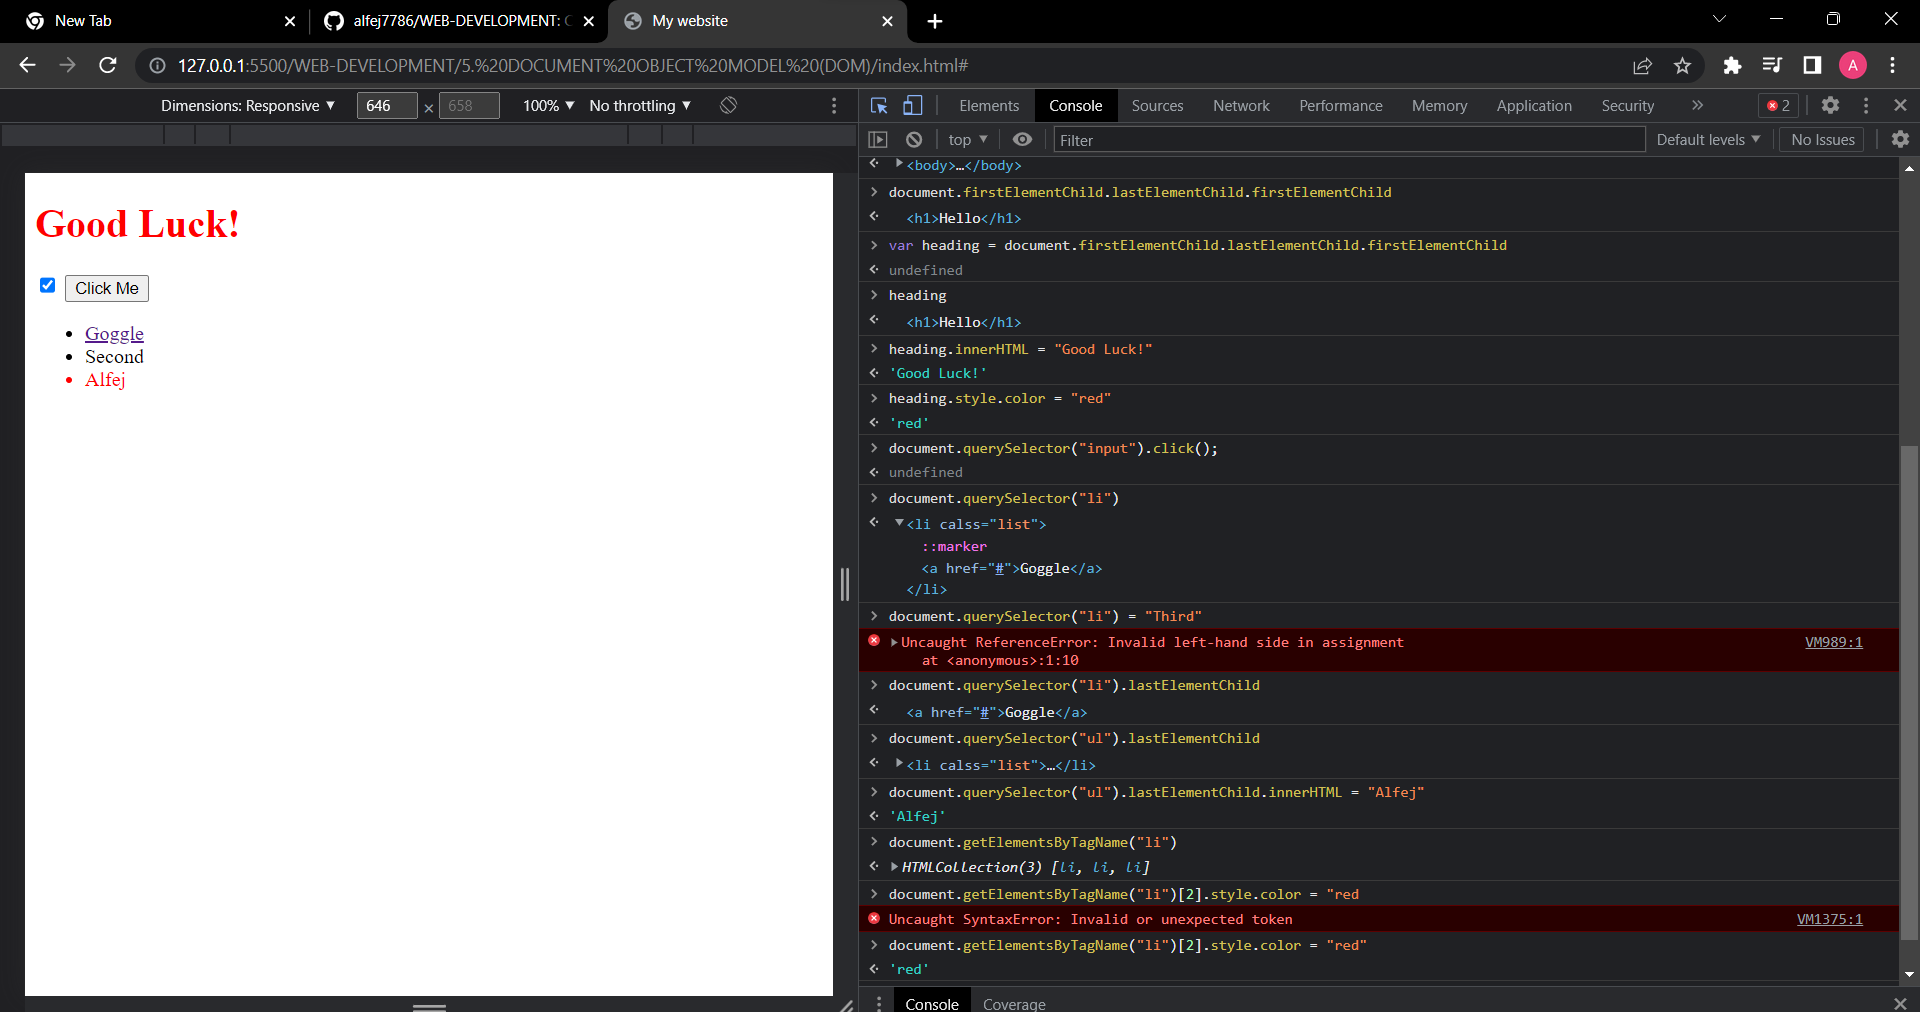 New Tab
alfej7786/WEB-DEVELOPMENT:
My website
127.0.0.1:5500/WEB-DEVELOPMENT/5.%20DOCUMENT%20OBJECT%20MODEL%20(DOM)/index.html#
A
Dimensions: Responsive ▼ 646 × 658 100% ▼ No throttling ▼
Elements Console Sources Network Performance Memory Application Security » 2
top ▼ Filter Default levels ▼ No Issues
Good Luck!
Click Me
Goggle
Second
Alfej
<body>…</body>
document.firstElementChild.lastElementChild.firstElementChild
<h1>Hello</h1>
var heading = document.firstElementChild.lastElementChild.firstElementChild
undefined
heading
<h1>Hello</h1>
heading.innerHTML = "Good Luck!"
'Good Luck!'
heading.style.color = "red"
'red'
document.querySelector("input").click();
undefined
document.querySelector("li")
<li calss="list">
::marker
<a href="#">Goggle</a>
</li>
document.querySelector("li") = "Third"
Uncaught ReferenceError: Invalid left-hand side in assignment VM989:1
at <anonymous>:1:10
document.querySelector("li").lastElementChild
<a href="#">Goggle</a>
document.querySelector("ul").lastElementChild
<li calss="list">…</li>
document.querySelector("ul").lastElementChild.innerHTML = "Alfej"
'Alfej'
document.getElementsByTagName("li")
HTMLCollection(3) [li, li, li]
document.getElementsByTagName("li")[2].style.color = "red
Uncaught SyntaxError: Invalid or unexpected token VM1375:1
document.getElementsByTagName("li")[2].style.color = "red"
'red'
Console Coverage